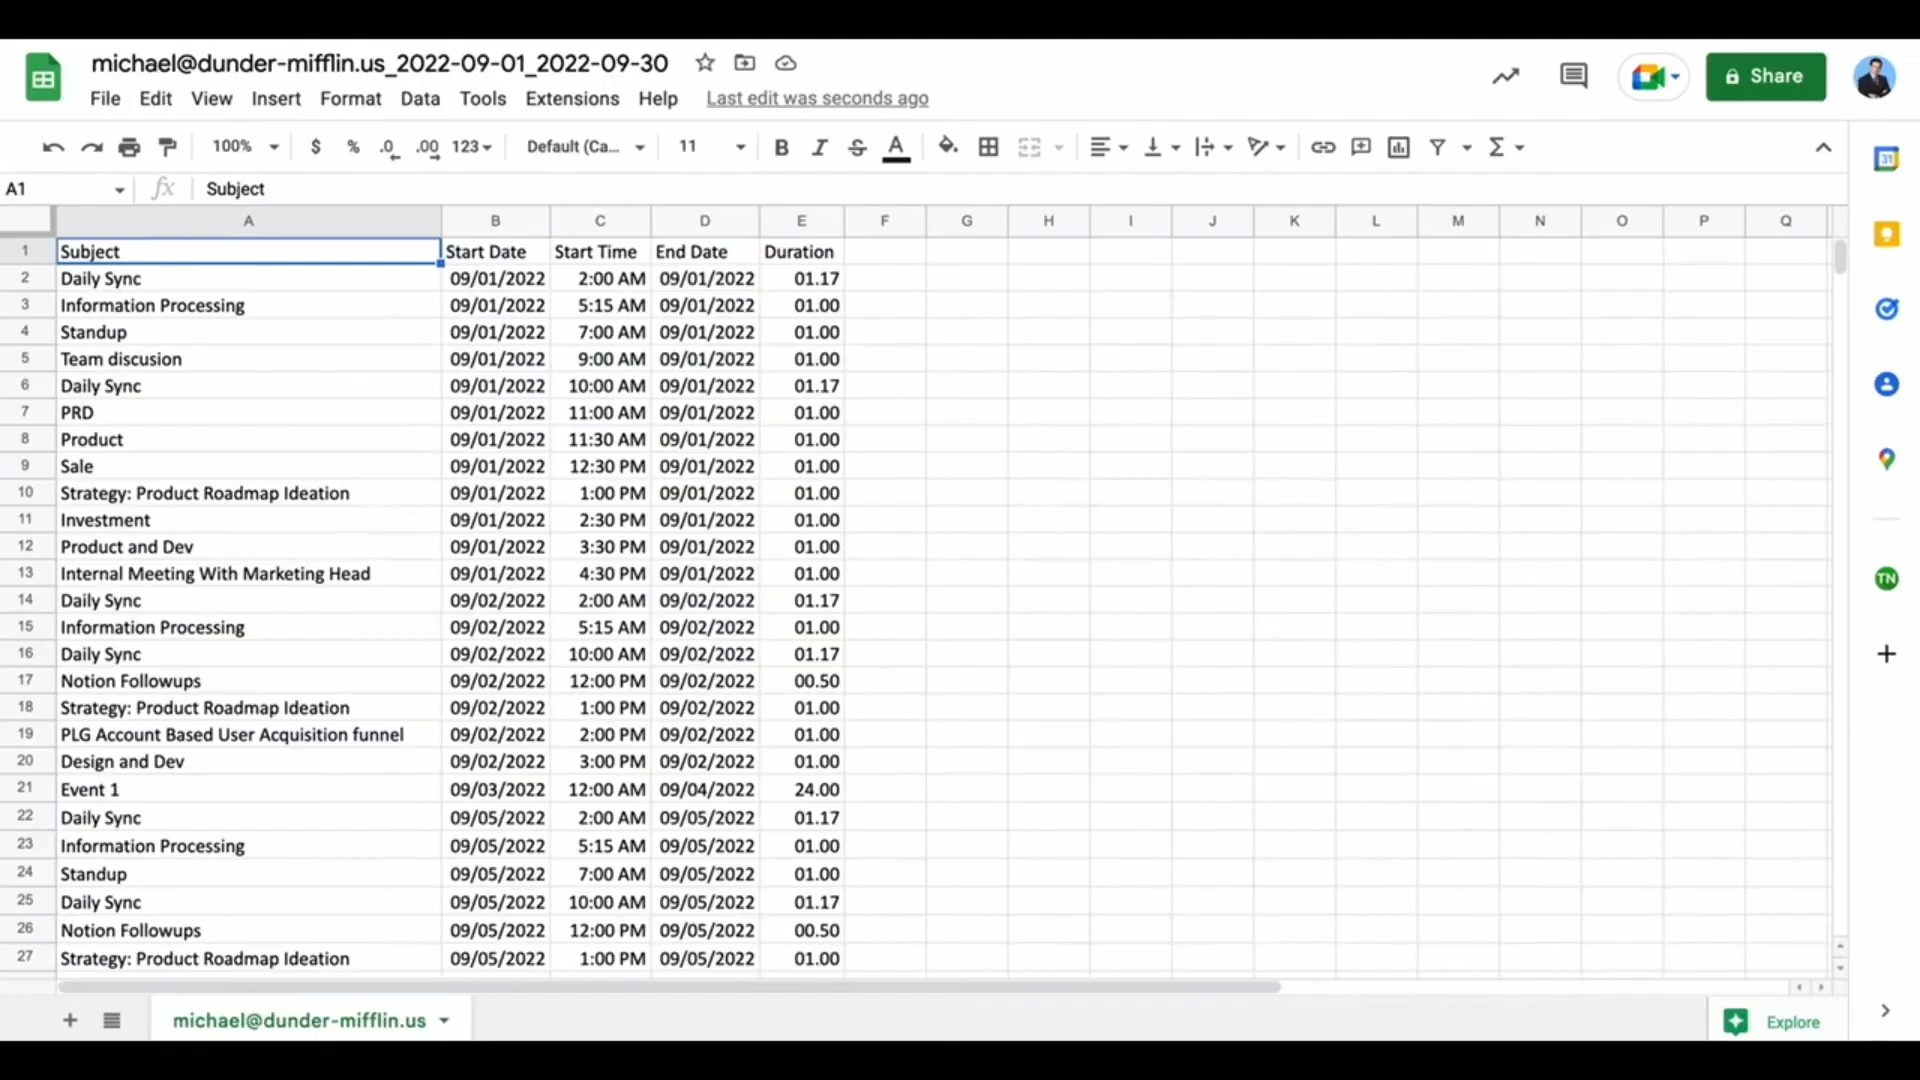 michael@dunder-mifflin.us_2022-09-01_2022-09-30
Share
File Edit View Insert Format Data Tools Extensions Help Last edit was seconds ago
100% $ % .0 .00 123 Default (Ca... 11 B I S A
A1 fx Subject
A B C D E F G H I J K L M N O P Q
1 Subject Start Date Start Time End Date Duration
2 Daily Sync 09/01/2022 2:00 AM 09/01/2022 01.17
3 Information Processing 09/01/2022 5:15 AM 09/01/2022 01.00
4 Standup 09/01/2022 7:00 AM 09/01/2022 01.00
5 Team discusion 09/01/2022 9:00 AM 09/01/2022 01.00
6 Daily Sync 09/01/2022 10:00 AM 09/01/2022 01.17
7 PRD 09/01/2022 11:00 AM 09/01/2022 01.00
8 Product 09/01/2022 11:30 AM 09/01/2022 01.00
9 Sale 09/01/2022 12:30 PM 09/01/2022 01.00
10 Strategy: Product Roadmap Ideation 09/01/2022 1:00 PM 09/01/2022 01.00
11 Investment 09/01/2022 2:30 PM 09/01/2022 01.00
12 Product and Dev 09/01/2022 3:30 PM 09/01/2022 01.00
13 Internal Meeting With Marketing Head 09/01/2022 4:30 PM 09/01/2022 01.00
14 Daily Sync 09/02/2022 2:00 AM 09/02/2022 01.17
15 Information Processing 09/02/2022 5:15 AM 09/02/2022 01.00
16 Daily Sync 09/02/2022 10:00 AM 09/02/2022 01.17
17 Notion Followups 09/02/2022 12:00 PM 09/02/2022 00.50
18 Strategy: Product Roadmap Ideation 09/02/2022 1:00 PM 09/02/2022 01.00
19 PLG Account Based User Acquisition funnel 09/02/2022 2:00 PM 09/02/2022 01.00
20 Design and Dev 09/02/2022 3:00 PM 09/02/2022 01.00
21 Event 1 09/03/2022 12:00 AM 09/04/2022 24.00
22 Daily Sync 09/05/2022 2:00 AM 09/05/2022 01.17
23 Information Processing 09/05/2022 5:15 AM 09/05/2022 01.00
24 Standup 09/05/2022 7:00 AM 09/05/2022 01.00
25 Daily Sync 09/05/2022 10:00 AM 09/05/2022 01.17
26 Notion Followups 09/05/2022 12:00 PM 09/05/2022 00.50
27 Strategy: Product Roadmap Ideation 09/05/2022 1:00 PM 09/05/2022 01.00
31
TN
michael@dunder-mifflin.us
Explore